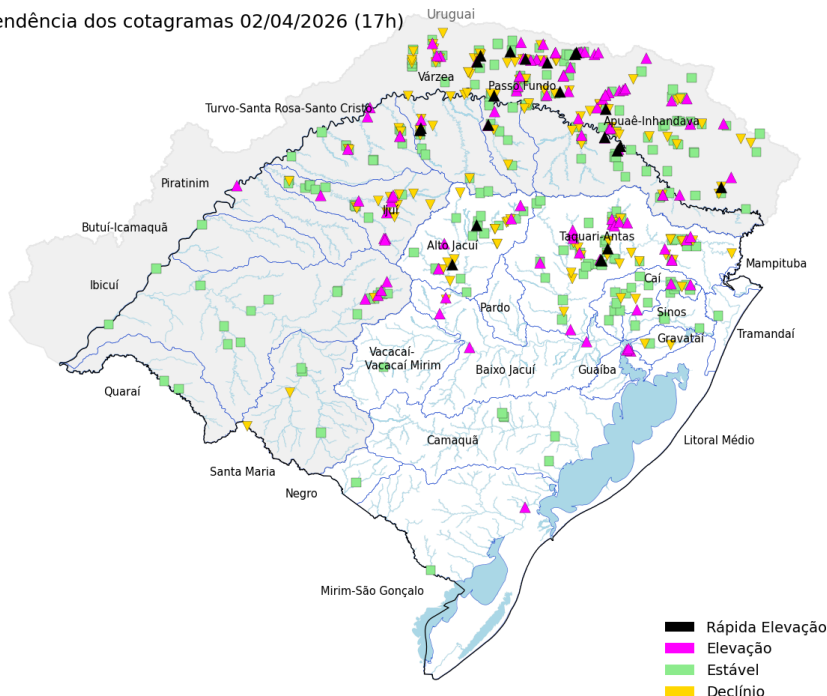 endência dos cotagramas 02/04/2026 (17h)
Uruguai
Várzea
Passo Fundo
Turvo-Santa Rosa-Santo Cristo
Apuaê-Inhandava
Piratinim
Ijuí
Butuí-Icamaquã
Alto Jacuí
Taquari-Antas
Mampituba
Ibicuí
Caí
Pardo
Sinos
Tramandaí
Gravataí
Vacacaí-
Vacacaí Mirim
Baixo Jacuí
Guaíba
Quaraí
Camaquã
Litoral Médio
Santa Maria
Negro
Mirim-São Gonçalo
Rápida Elevação
Elevação
Estável
Declínio